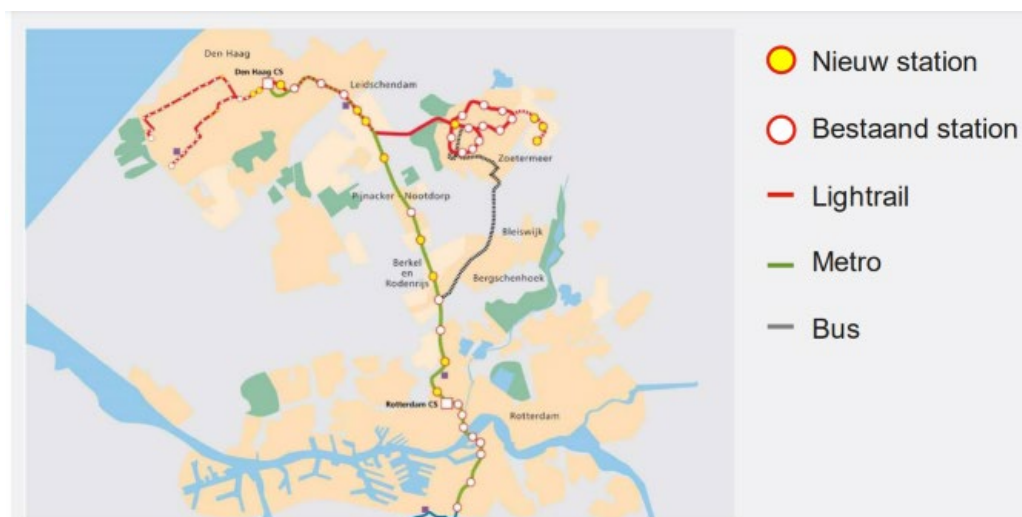 Den Haag
Den Haag CS
Leidschendam
Zoetermeer
Pijnacker - Nootdorp
Bleiswijk
Berkel
en
Rodenrijs
Bergschenhoek
Rotterdam CS
Rotterdam
Nieuw station
Bestaand station
Lightrail
Metro
Bus